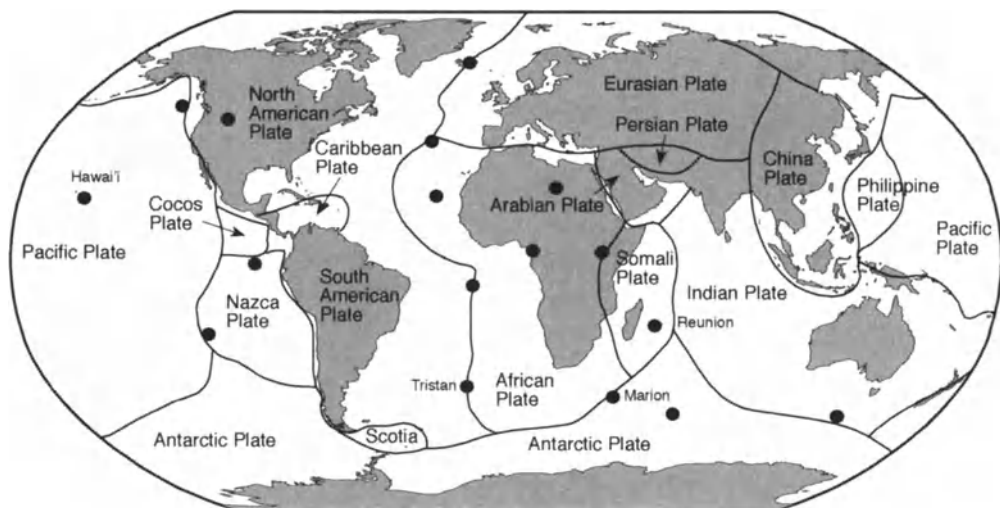 North
American
Plate
Eurasian Plate
Persian Plate
Caribbean
Plate
China
Plate
Hawai'i
Cocos
Plate
Arabian
Plate
Philippine
Plate
Pacific Plate
Somali
Plate
Pacific
Plate
South
American
Plate
Nazca
Plate
Indian Plate
Reunion
Tristan
African
Plate
Marion
Antarctic Plate
Scotia
Antarctic Plate